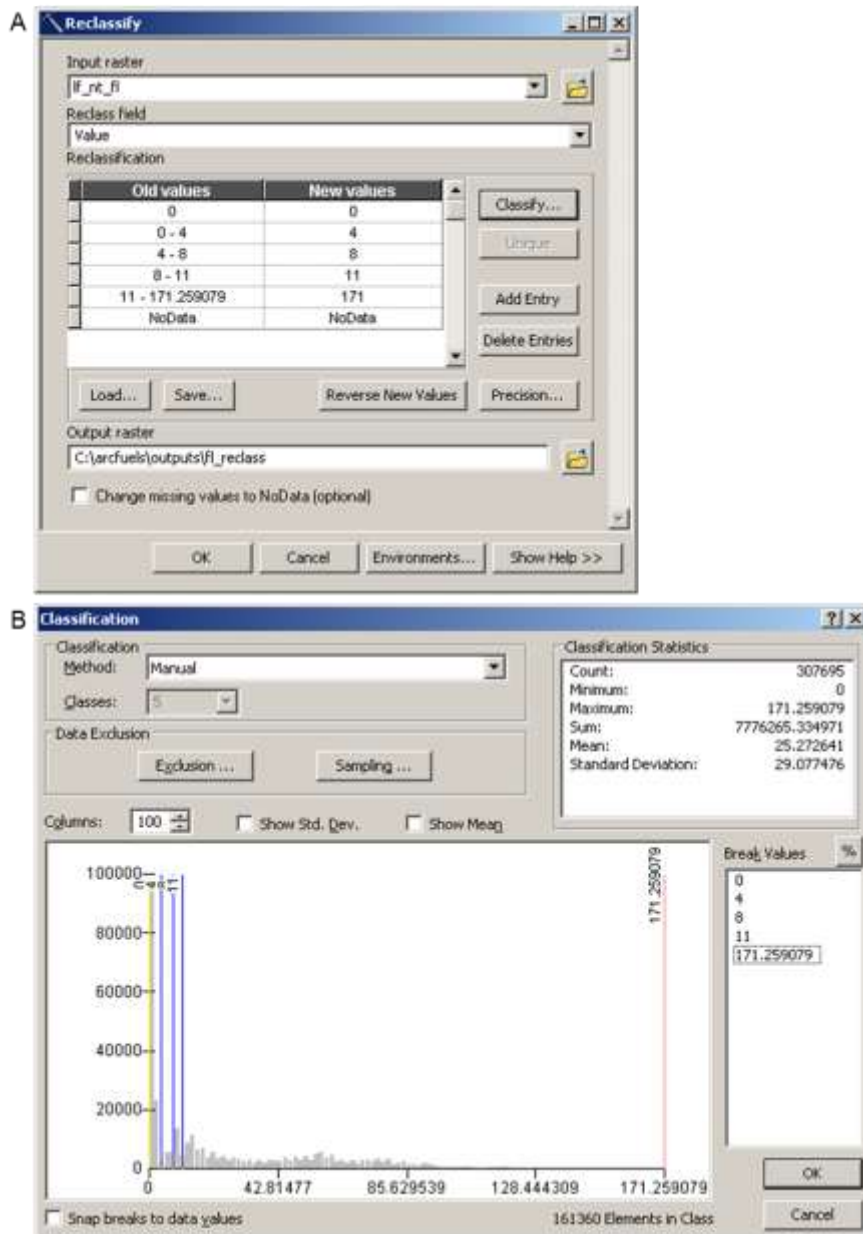 A
Reclassify
Input raster
lf_nt_fl
Reclass field
Value
Reclassification
Old values New values
0 0
0 - 4 4
4 - 8 8
8 - 11 11
11 - 171.259079 171
NoData NoData
Classify...
Unique
Add Entry
Delete Entries
Load... Save... Reverse New Values Precision...
Output raster
C:\arcfuels\outputs\fl_reclass
Change missing values to NoData (optional)
OK Cancel Environments... Show Help >>
B
Classification
Classification
Method: Manual
Classes: 5
Data Exclusion
Exclusion ... Sampling ...
Classification Statistics
Count: 307695
Minimum: 0
Maximum: 171.259079
Sum: 7776265.334971
Mean: 25.272641
Standard Deviation: 29.077476
Columns: 100 Show Std. Dev. Show Mean
Break Values %
0
4
8
11
171.259079
0
4
8
11
171.259079
100000
80000
60000
40000
20000
0
0 42.81477 85.629539 128.444309 171.259079
OK
Cancel
Snap breaks to data values 161360 Elements in Class